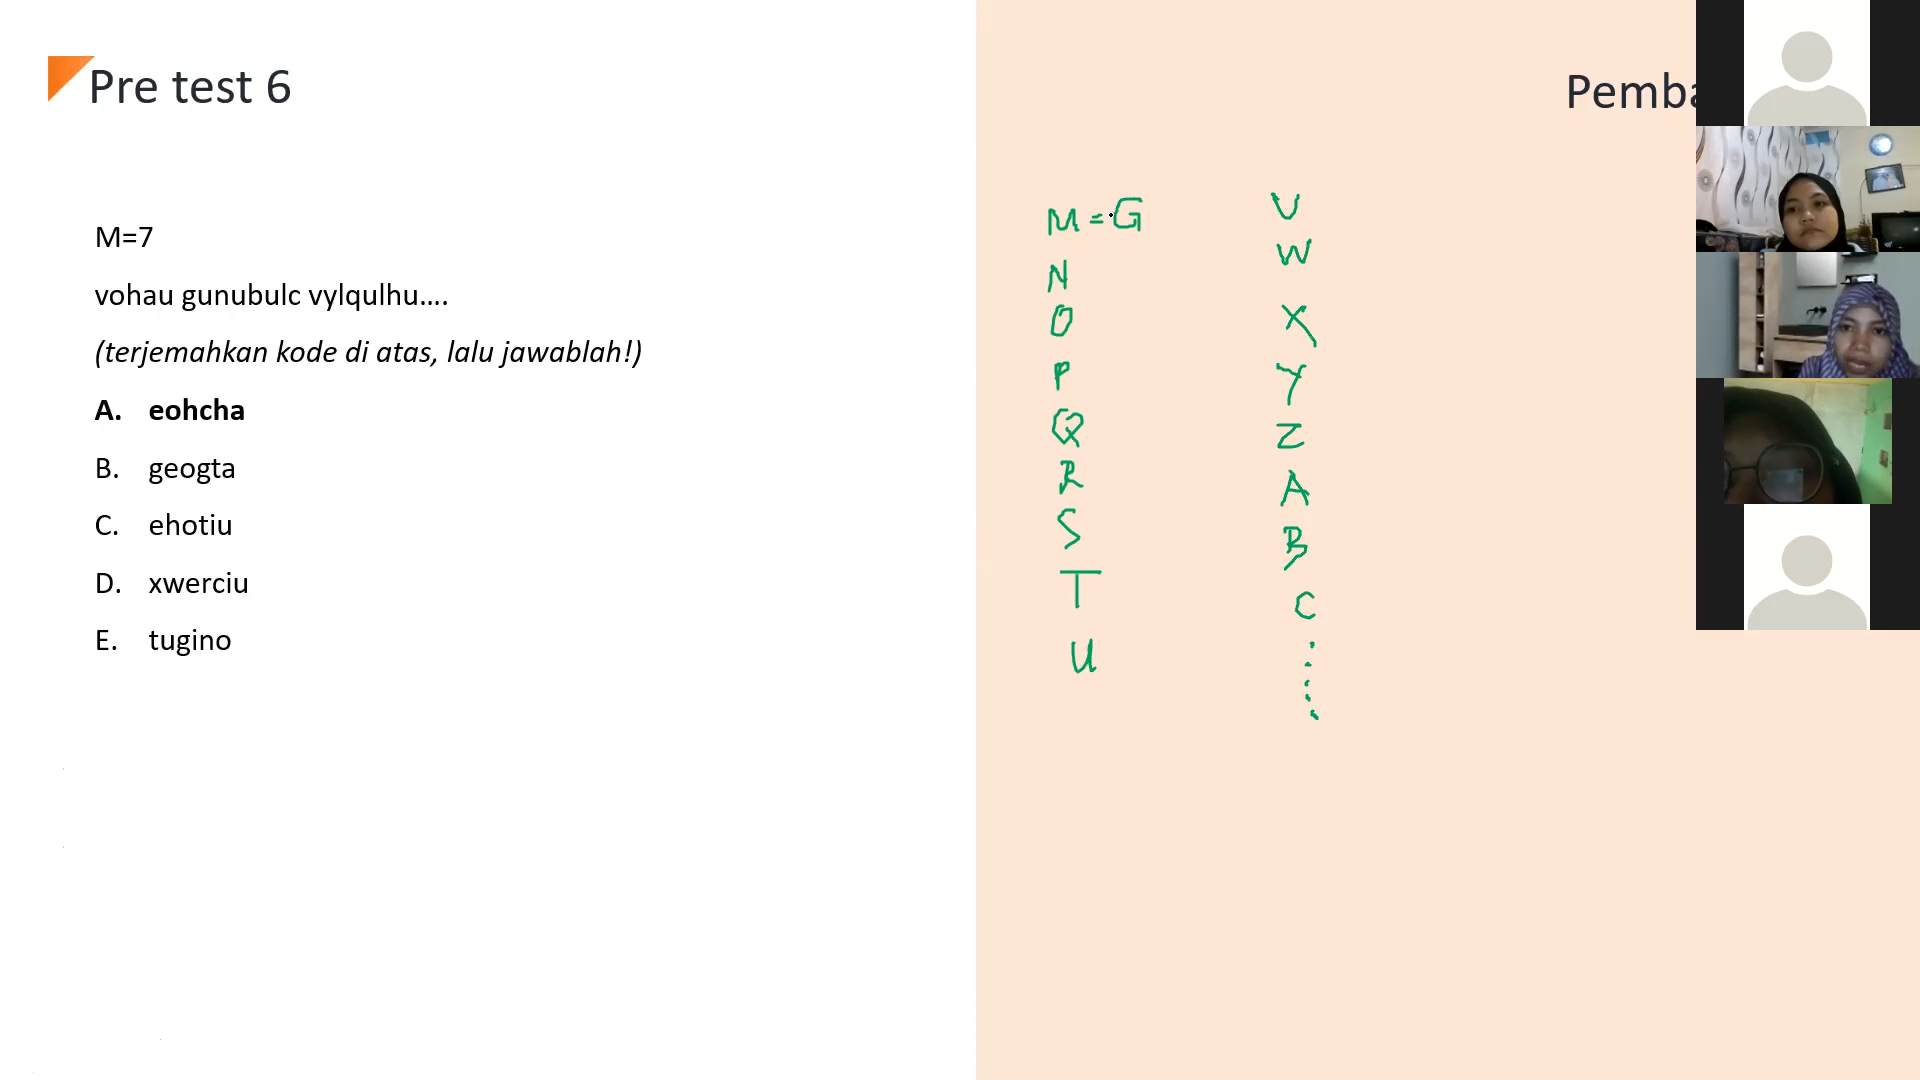 Pre test 6
M=7
vohau gunubulc vylqulhu....
(terjemahkan kode di atas, lalu jawablah!)
A. eohcha
B. geogta
C. ehotiu
D. xwerciu
E. tugino
Pemba
M = G
N
O
P
Q
R
S
T
U
V
W
X
Y
Z
A
B
C